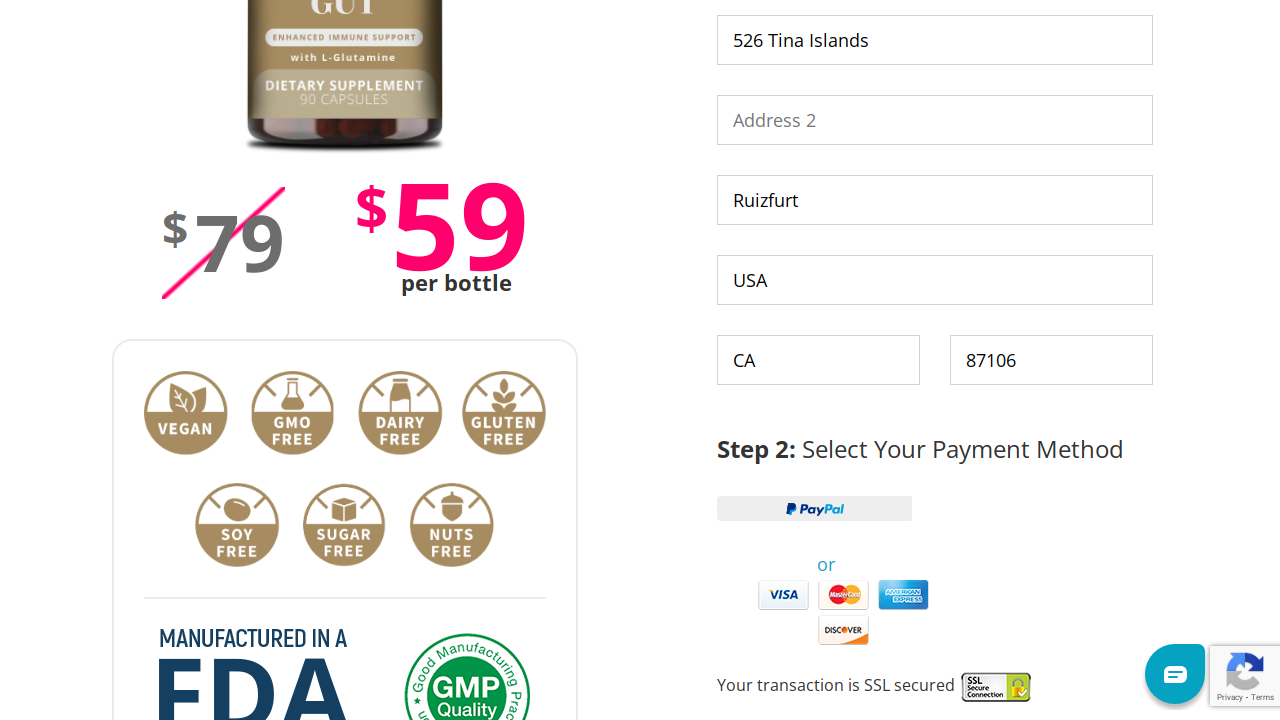 GUT
ENHANCED IMMUNE SUPPORT
with L-Glutamine
DIETARY SUPPLEMENT
90 CAPSULES
$79
$59
per bottle
VEGAN
GMO FREE
DAIRY FREE
GLUTEN FREE
SOY FREE
SUGAR FREE
NUTS FREE
MANUFACTURED IN A
FDA
Good Manufacturing
GMP
Quality
526 Tina Islands
Address 2
Ruizfurt
USA
CA
87106
Step 2: Select Your Payment Method
PayPal
or
VISA
MasterCard
AMERICAN EXPRESS
DISCOVER
Your transaction is SSL secured
SSL
Secure
Connection
Privacy - Terms